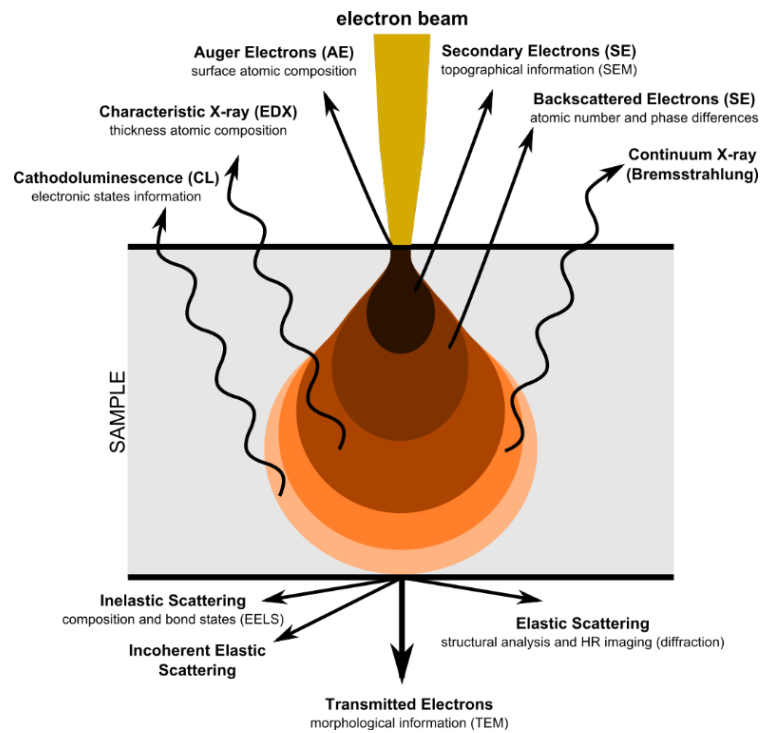 electron beam
Auger Electrons (AE)
surface atomic composition
Secondary Electrons (SE)
topographical information (SEM)
Characteristic X-ray (EDX)
thickness atomic composition
Backscattered Electrons (SE)
atomic number and phase differences
Cathodoluminescence (CL)
electronic states information
Continuum X-ray
(Bremsstrahlung)
SAMPLE
Inelastic Scattering
composition and bond states (EELS)
Incoherent Elastic
Scattering
Elastic Scattering
structural analysis and HR imaging (diffraction)
Transmitted Electrons
morphological information (TEM)